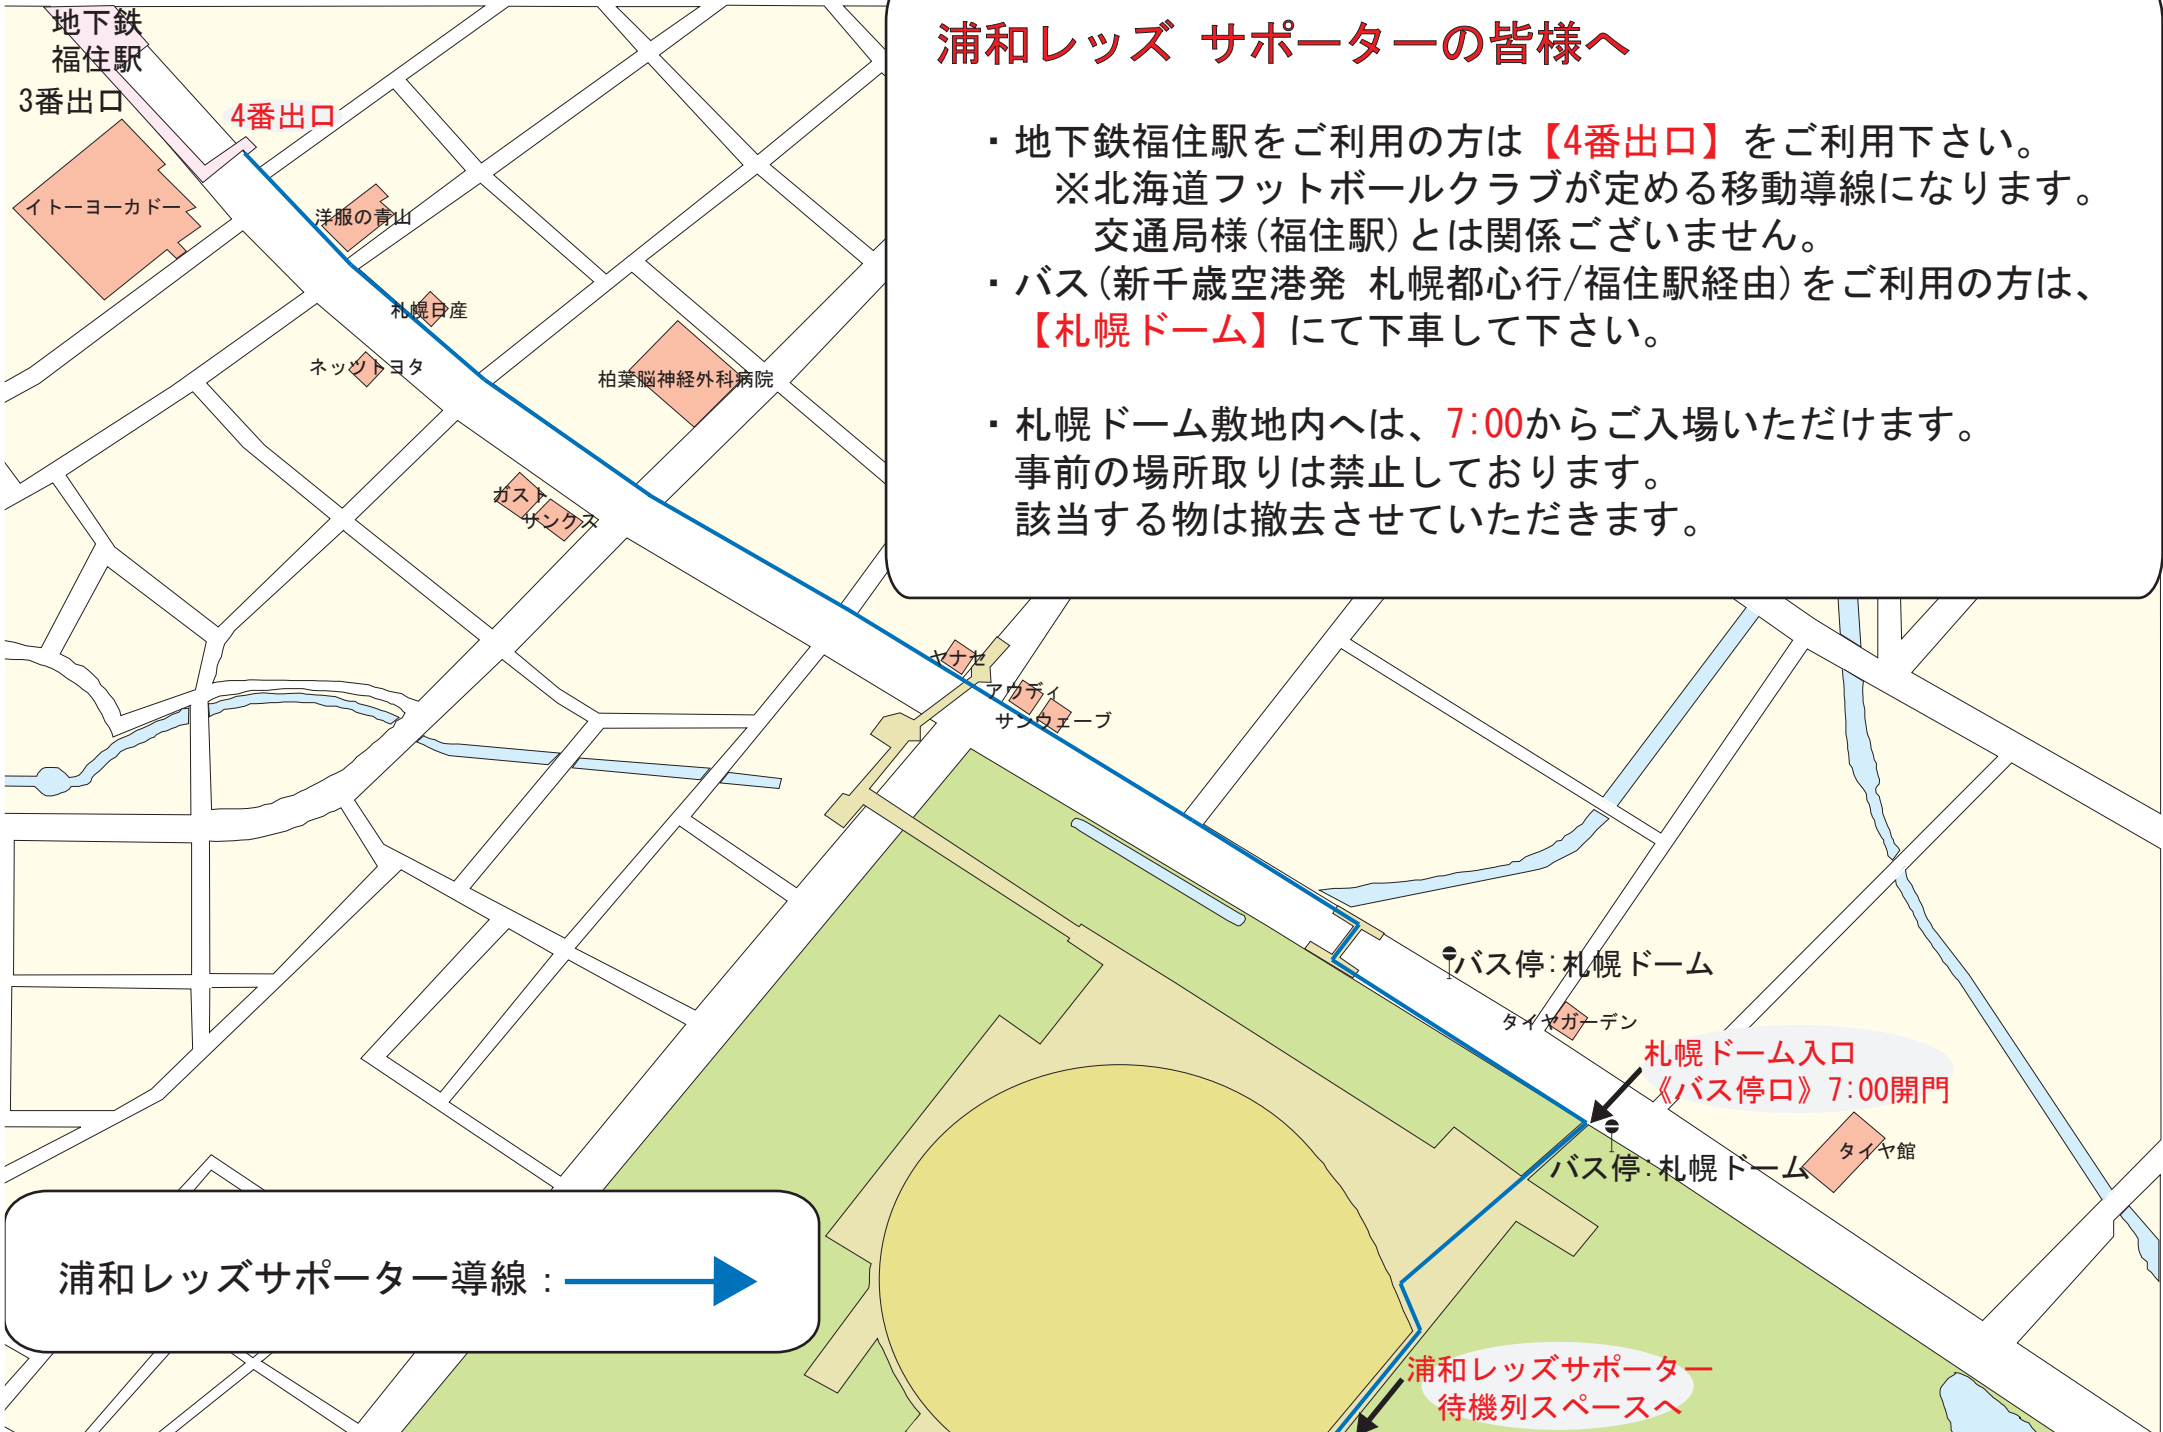 地下鉄
福住駅
3番出口
4番出口
イトーヨーカドー
洋服の青山
札幌日産
ネッツトヨタ
柏葉脳神経外科病院
ガスト
サンクス
浦和レッズ サポーターの皆様へ
・地下鉄福住駅をご利用の方は【4番出口】をご利用下さい。
※北海道フットボールクラブが定める移動導線になります。
交通局様(福住駅)とは関係ございません。
・バス(新千歳空港発 札幌都心行/福住駅経由)をご利用の方は、
【札幌ドーム】にて下車して下さい。
・札幌ドーム敷地内へは、7:00からご入場いただけます。
事前の場所取りは禁止しております。
該当する物は撤去させていただきます。
ヤナセ
アウディ
サンウェーブ
バス停:札幌ドーム
タイヤガーデン
札幌ドーム入口
《バス停口》7:00開門
バス停:札幌ドーム
タイヤ館
浦和レッズサポーター導線:
浦和レッズサポーター
待機列スペースへ